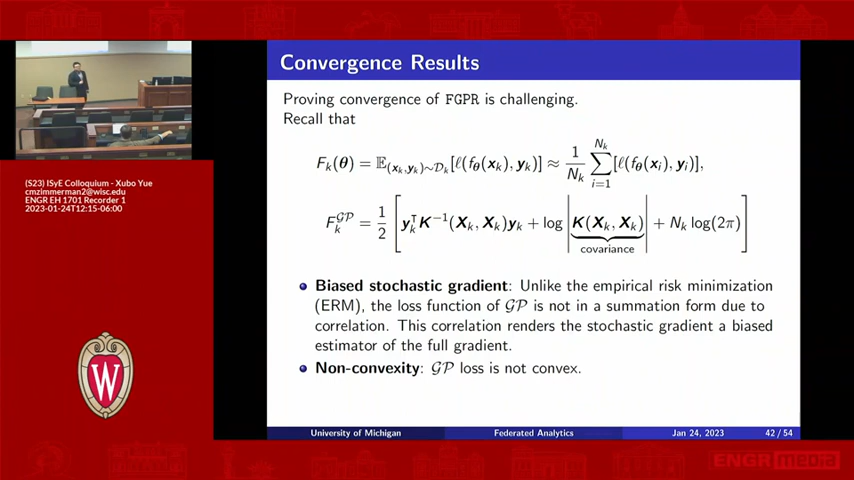 Convergence Results
Proving convergence of FGPR is challenging.
Recall that
F_k(θ) = 𝔼_{(x_k,y_k)∼𝒟_k}[ℓ(f_θ(x_k), y_k)] ≈ \frac{1}{N_k} \sum_{i=1}^{N_k} [ℓ(f_θ(x_i), y_i)],
F_k^{𝒢𝒫} = \frac{1}{2} [ y_k^⊺ K^{-1}(X_k, X_k) y_k + log | K(X_k, X_k) | + N_k log(2π) ]
covariance
Biased stochastic gradient: Unlike the empirical risk minimization
(ERM), the loss function of 𝒢𝒫 is not in a summation form due to
correlation. This correlation renders the stochastic gradient a biased
estimator of the full gradient.
Non-convexity: 𝒢𝒫 loss is not convex.
University of Michigan Federated Analytics Jan 24, 2023 42 / 54
(S23) ISyE Colloquium - Xubo Yue
cmzimmerman2@wisc.edu
ENGR EH 1701 Recorder 1
2023-01-24T12:15-06:00
W
ENGR media